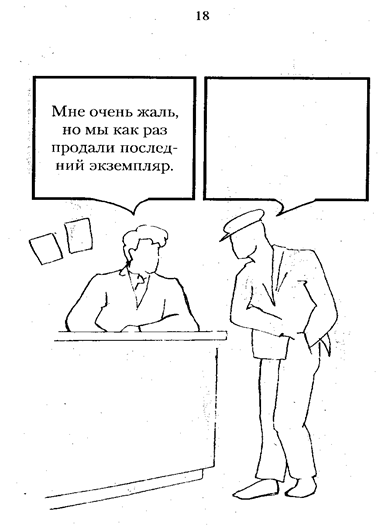 18
Мне очень жаль,
но мы как раз
продали послед-
ний экземпляр.